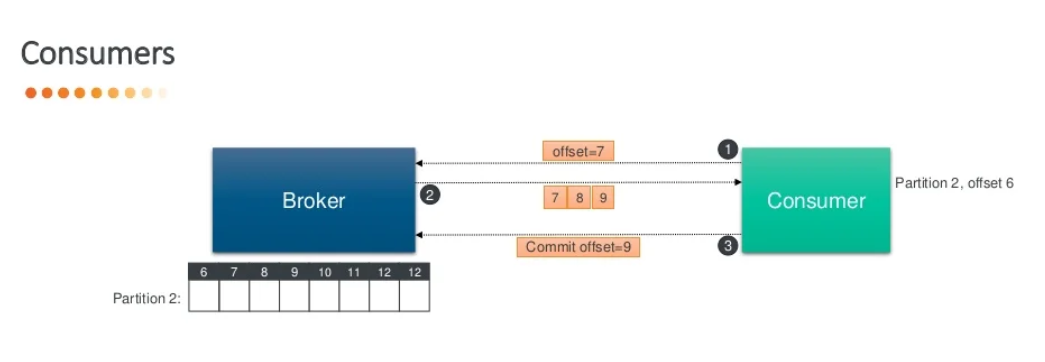 Consumers
offset=7
1
Broker
2
7 8 9
Consumer
Partition 2, offset 6
Commit offset=9
3
6 7 8 9 10 11 12 12
Partition 2: